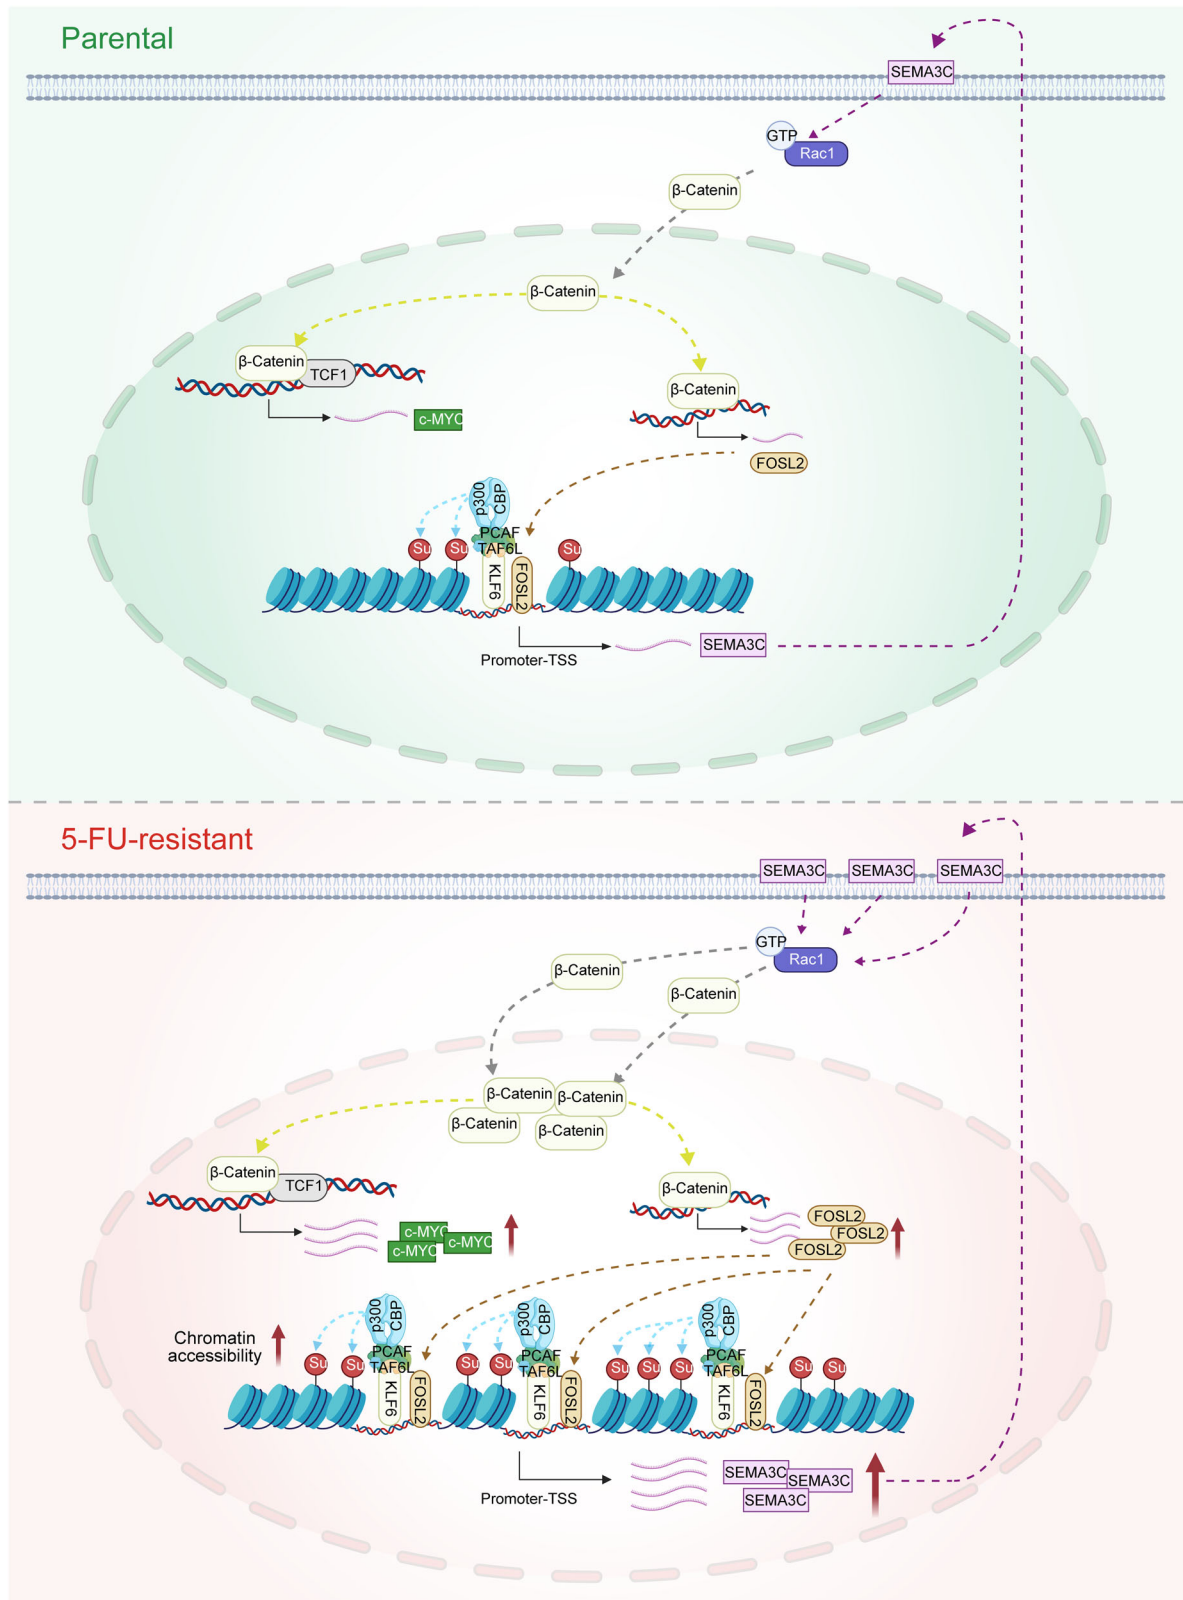 Parental
SEMA3C
GTP
Rac1
β-Catenin
β-Catenin
β-Catenin
TCF1
c-MYC
β-Catenin
FOSL2
p300
CBP
PCAF
TAF6L
Su
Su
Su
KLF6
FOSL2
Promoter-TSS
SEMA3C
5-FU-resistant
SEMA3C
SEMA3C
SEMA3C
GTP
Rac1
β-Catenin
β-Catenin
β-Catenin
β-Catenin
β-Catenin
β-Catenin
β-Catenin
TCF1
c-MYC
c-MYC
c-MYC
β-Catenin
FOSL2
FOSL2
FOSL2
Chromatin
accessibility
p300
CBP
PCAF
TAF6L
Su
Su
KLF6
FOSL2
p300
CBP
PCAF
TAF6L
Su
Su
KLF6
FOSL2
p300
CBP
PCAF
TAF6L
Su
Su
Su
KLF6
FOSL2
Su
Su
Promoter-TSS
SEMA3C
SEMA3C
SEMA3C